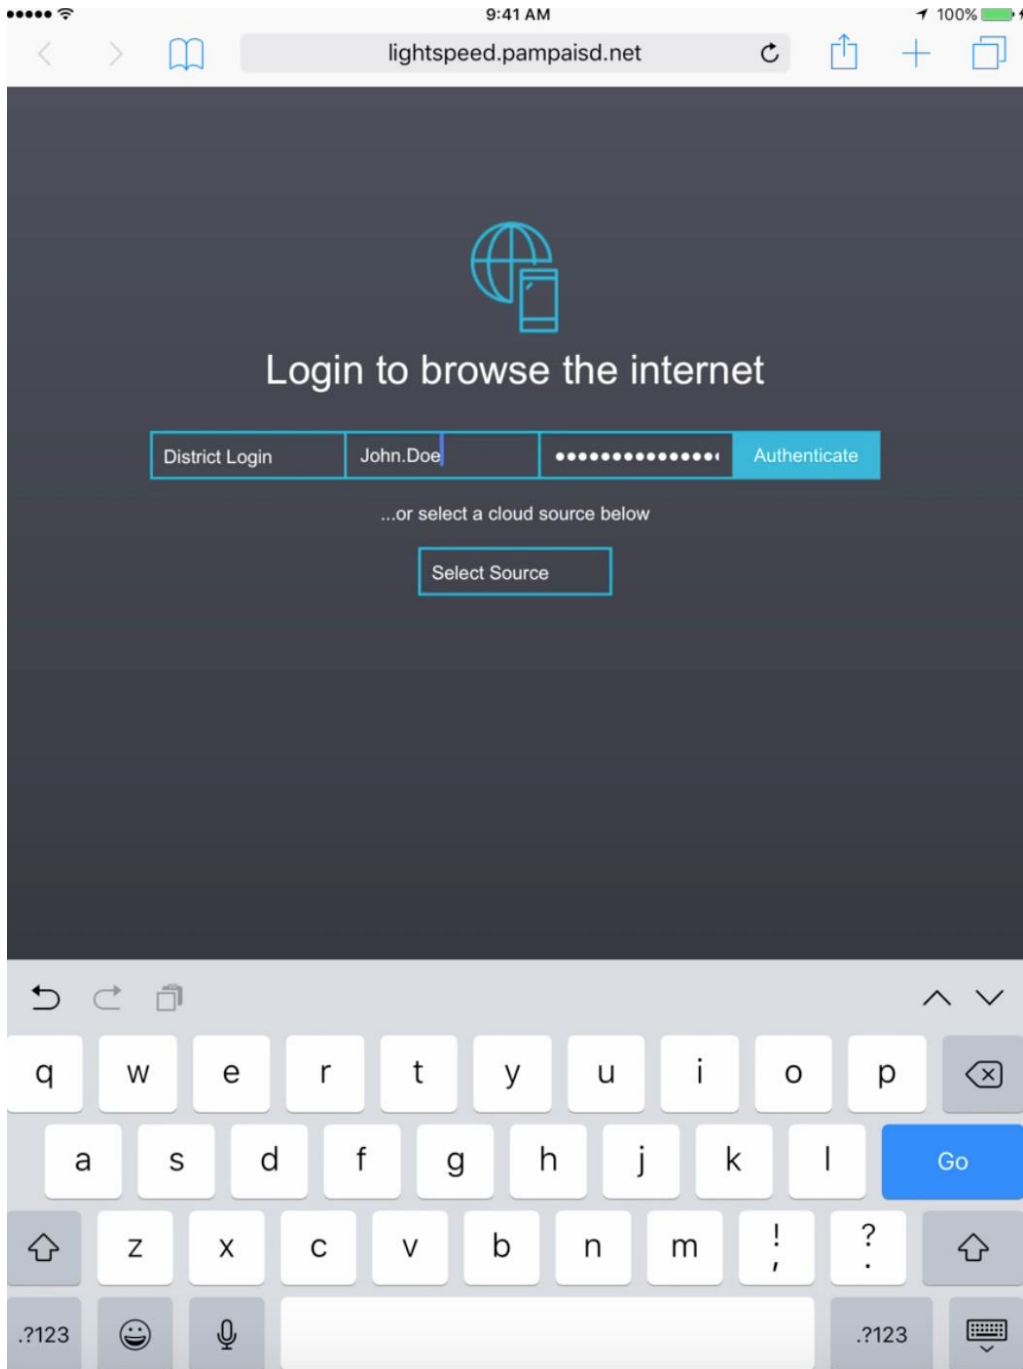 9:41 AM 100%
lightspeed.pampaisd.net
Login to browse the internet
District Login John.Doe ••••••••••••••• Authenticate
...or select a cloud source below
Select Source
q w e r t y u i o p
a s d f g h j k l Go
z x c v b n m ! , ? .
.?123 .?123